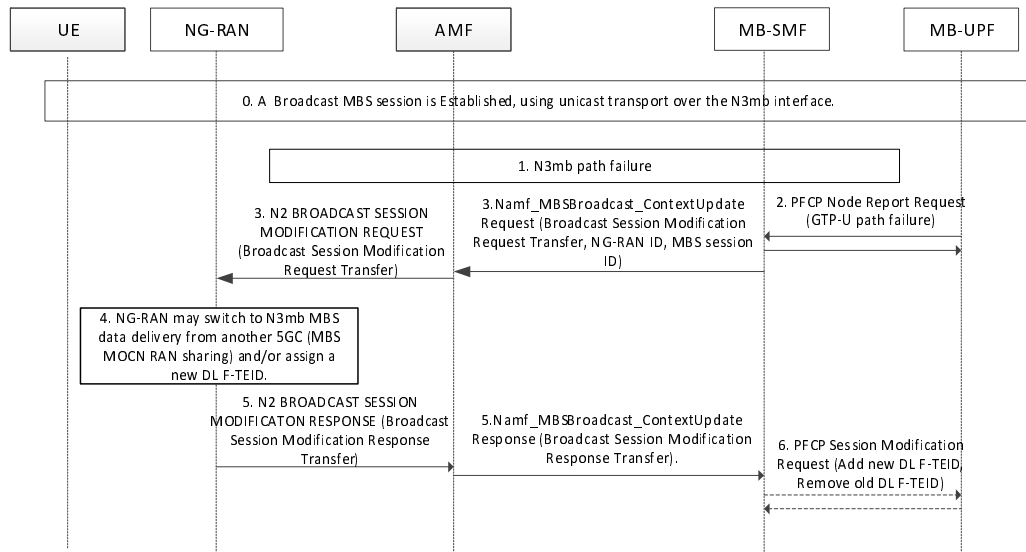 UE
NG-RAN
AMF
MB-SMF
MB-UPF
0. A Broadcast MBS session is Established, using unicast transport over the N3mb interface.
1. N3mb path failure
2. PFCP Node Report Request
(GTP-U path failure)
3.Namf_MBSBroadcast_ContextUpdate
Request (Broadcast Session Modification
Request Transfer, NG-RAN ID, MBS session
ID)
3. N2 BROADCAST SESSION
MODIFICATION REQUEST
(Broadcast Session Modification
Request Transfer)
4. NG-RAN may switch to N3mb MBS
data delivery from another 5GC (MBS
MOCN RAN sharing) and/or assign a
new DL F-TEID.
5. N2 BROADCAST SESSION
MODIFICATON RESPONSE (Broadcast
Session Modification Response
Transfer)
5.Namf_MBSBroadcast_ContextUpdate
Response (Broadcast Session Modification
Response Transfer).
6. PFCP Session Modification
Request (Add new DL F-TEID,
Remove old DL F-TEID)